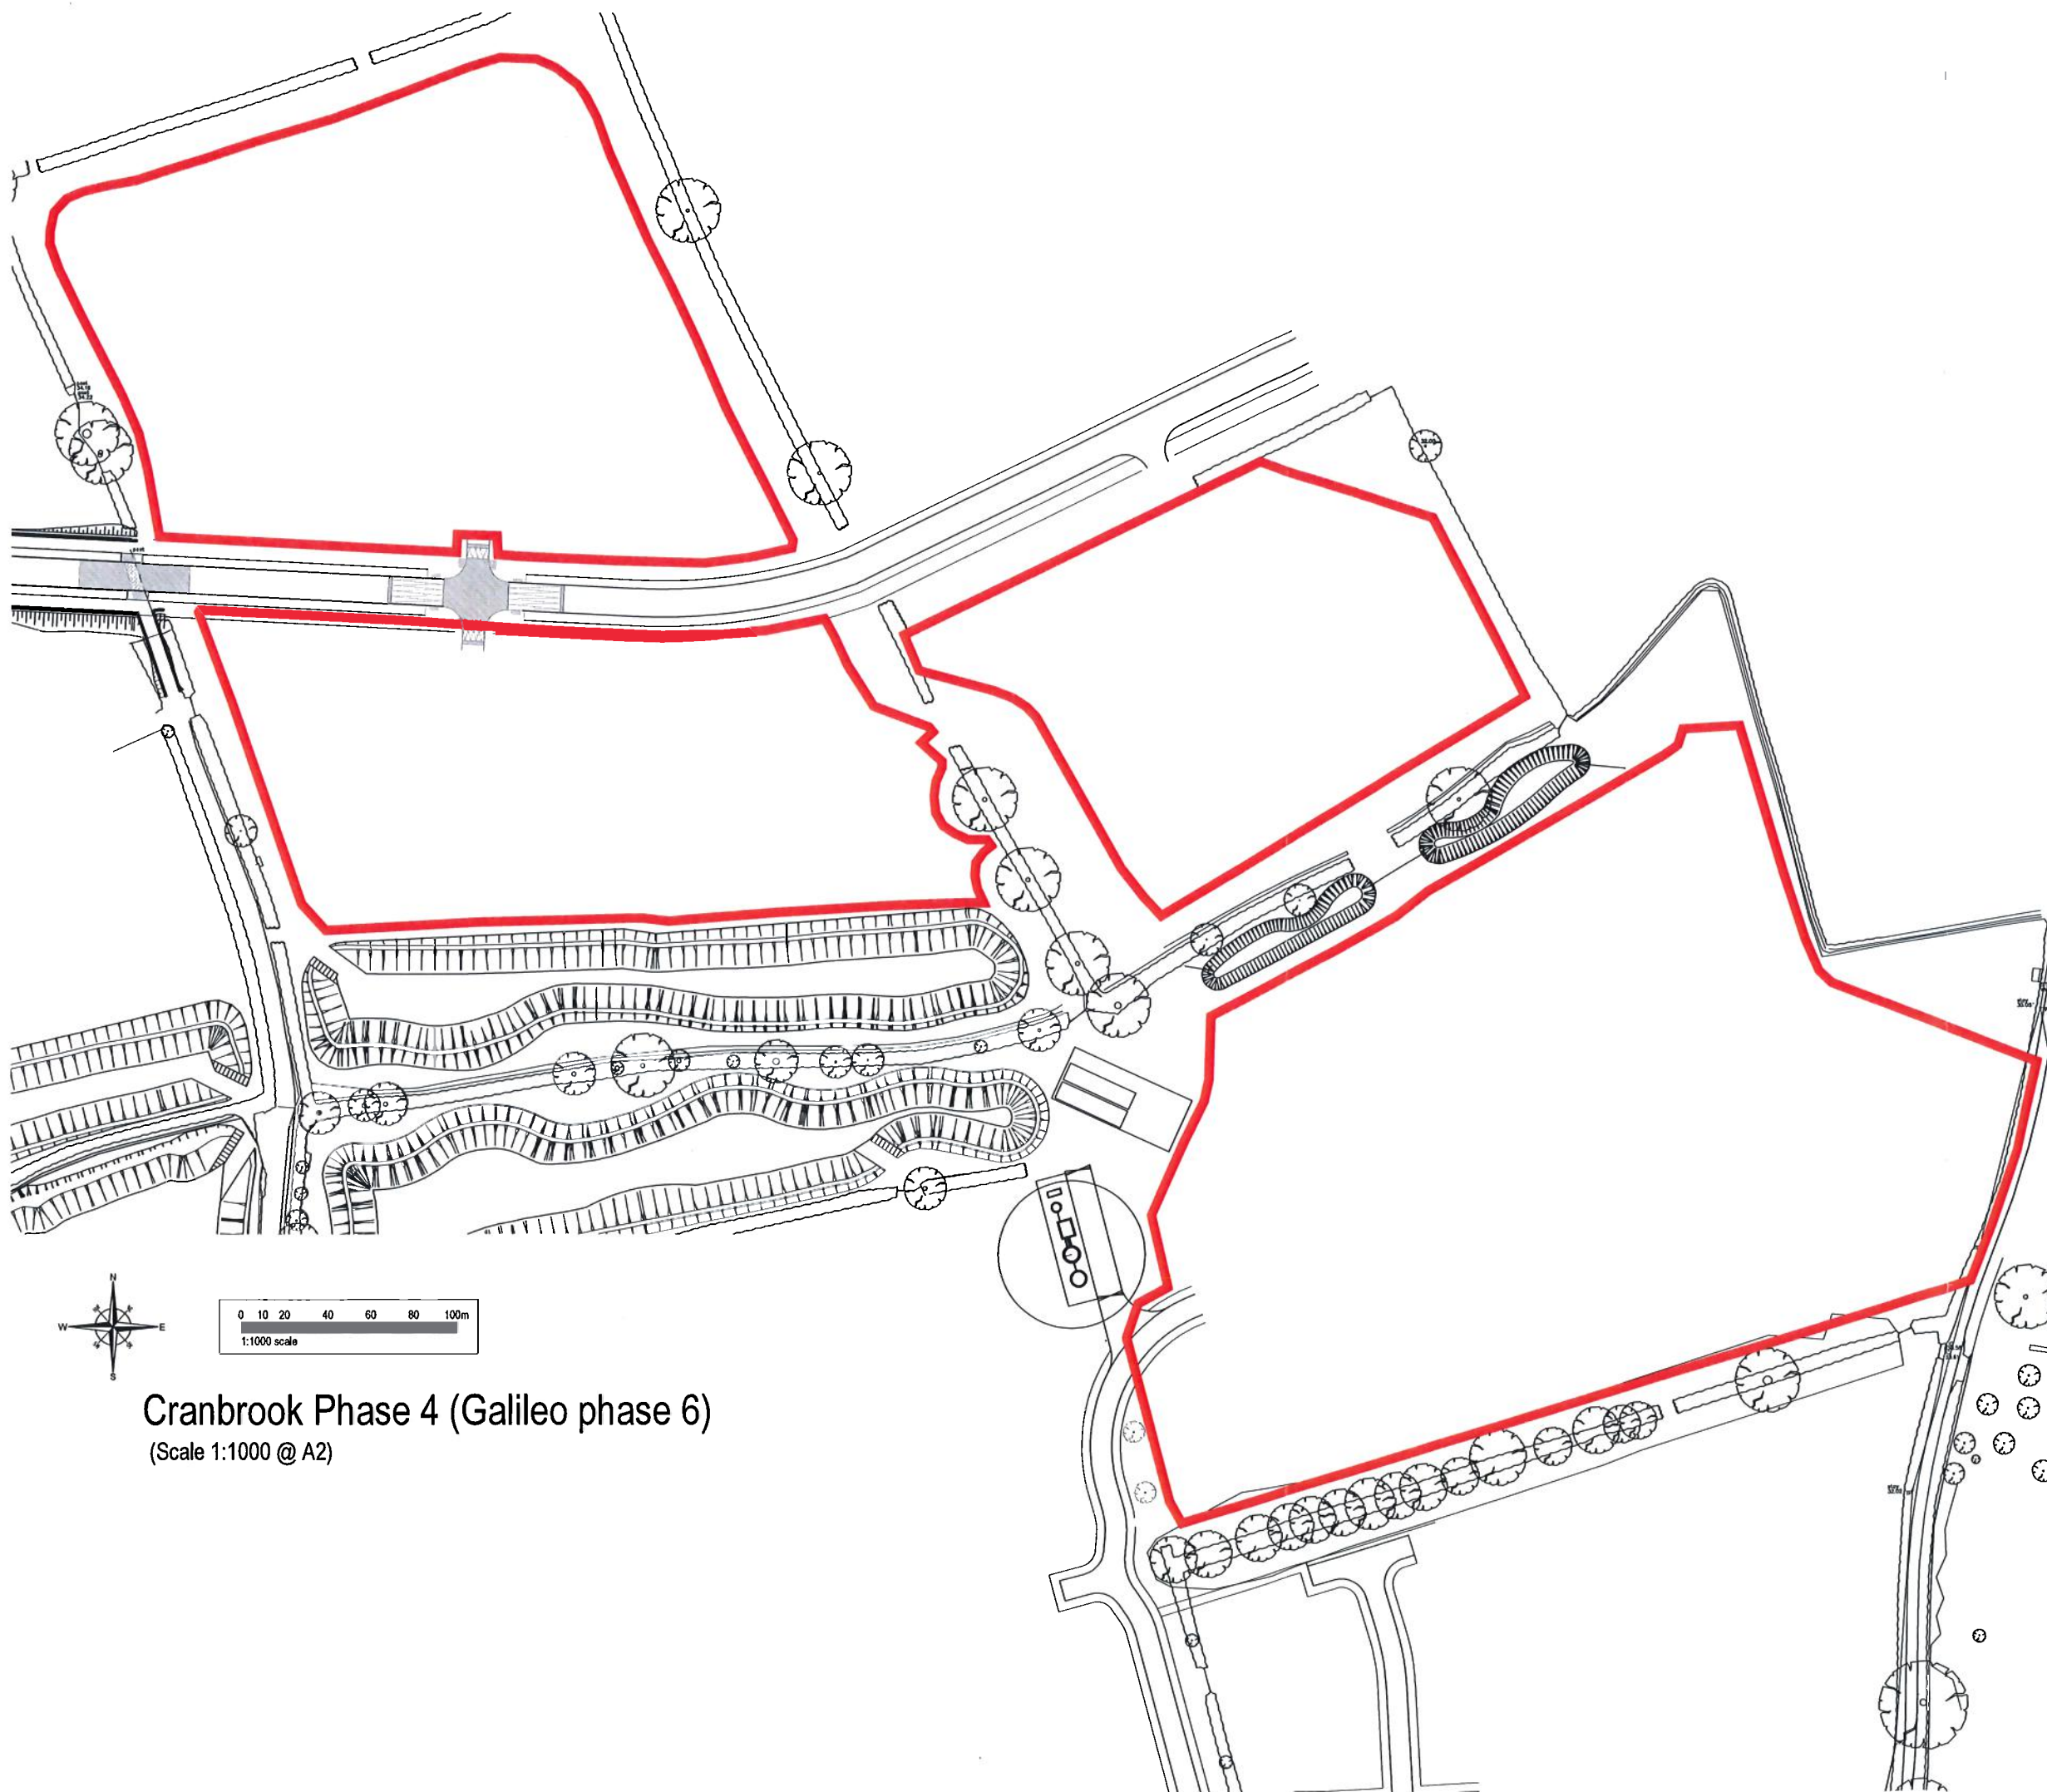 N
W E
S
0 10 20 40 60 80 100m
1:1000 scale
Cranbrook Phase 4 (Galileo phase 6)
(Scale 1:1000 @ A2)